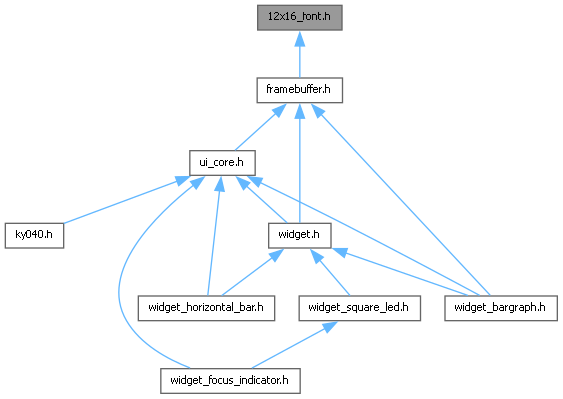 12x16_font.h
framebuffer.h
ui_core.h
ky040.h
widget.h
widget_horizontal_bar.h
widget_square_led.h
widget_bargraph.h
widget_focus_indicator.h